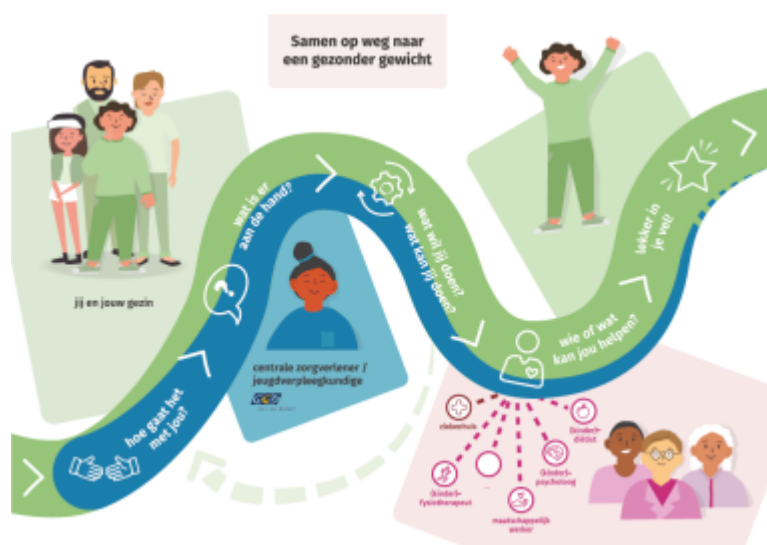 Samen op weg naar
een gezonder gewicht
jij en jouw gezin
hoe gaat het
met jou?
wat is er
aan de hand?
centrale zorgverlener /
jeugdverpleegkundige
wat wil jij doen?
wat kan jij doen?
wie of wat
kan jou helpen?
lekker in
je vel!
ziekenhuis
(kinder)-
fysiotherapeut
...
maatschappelijk
werker
(kinder)-
psycholoog
(kinder)-
diëtist